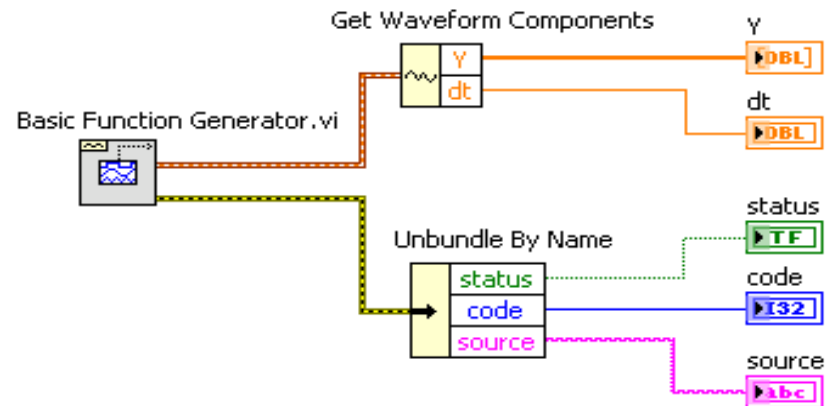 Get Waveform Components
Y
dt
Y
[DBL]
dt
DBL
Basic Function Generator.vi
Unbundle By Name
status
code
source
status
TF
code
I32
source
abc